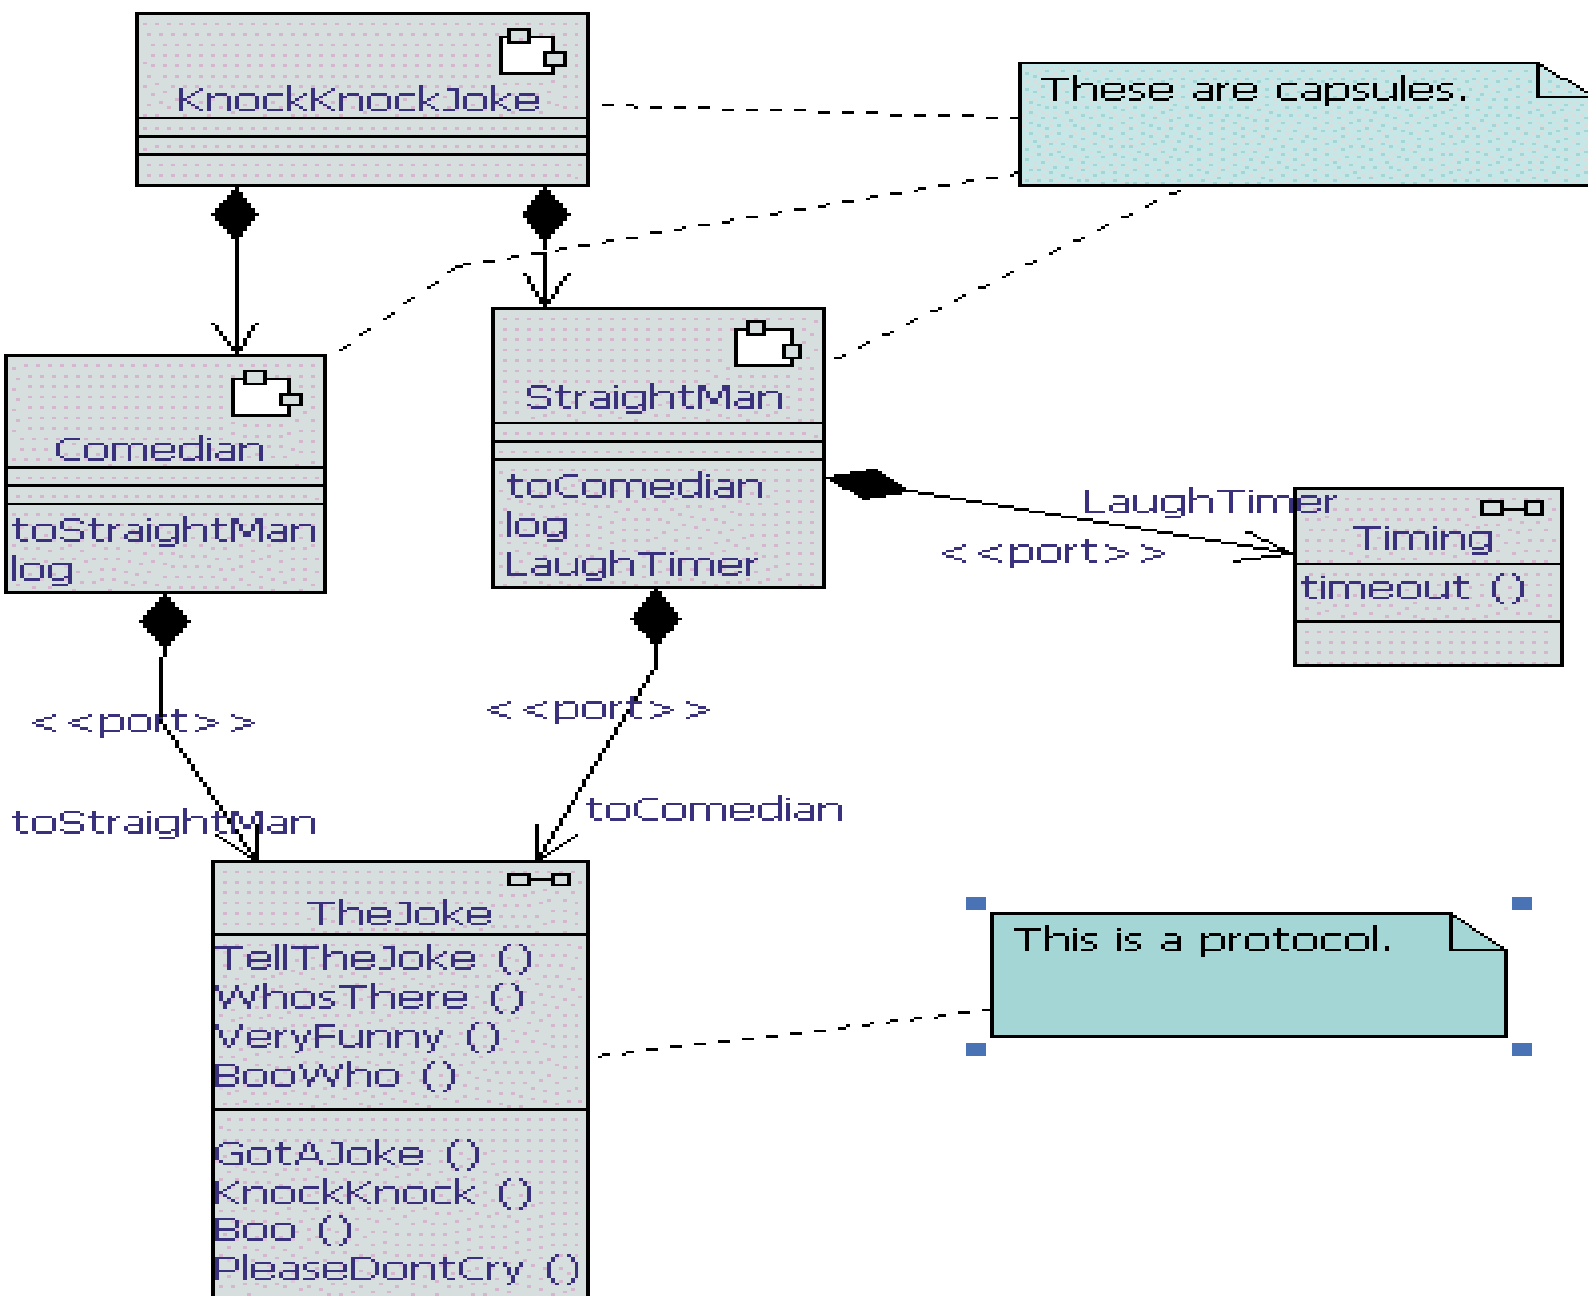 KnockKnockJoke
These are capsules.
Comedian
toStraightMan
log
StraightMan
toComedian
log
LaughTimer
LaughTimer
<<port>>
Timing
timeout ()
<<port>>
toStraightMan
<<port>>
toComedian
TheJoke
TellTheJoke ()
WhosThere ()
VeryFunny ()
BooWho ()
GotAJoke ()
KnockKnock ()
Boo ()
PleaseDontCry ()
This is a protocol.